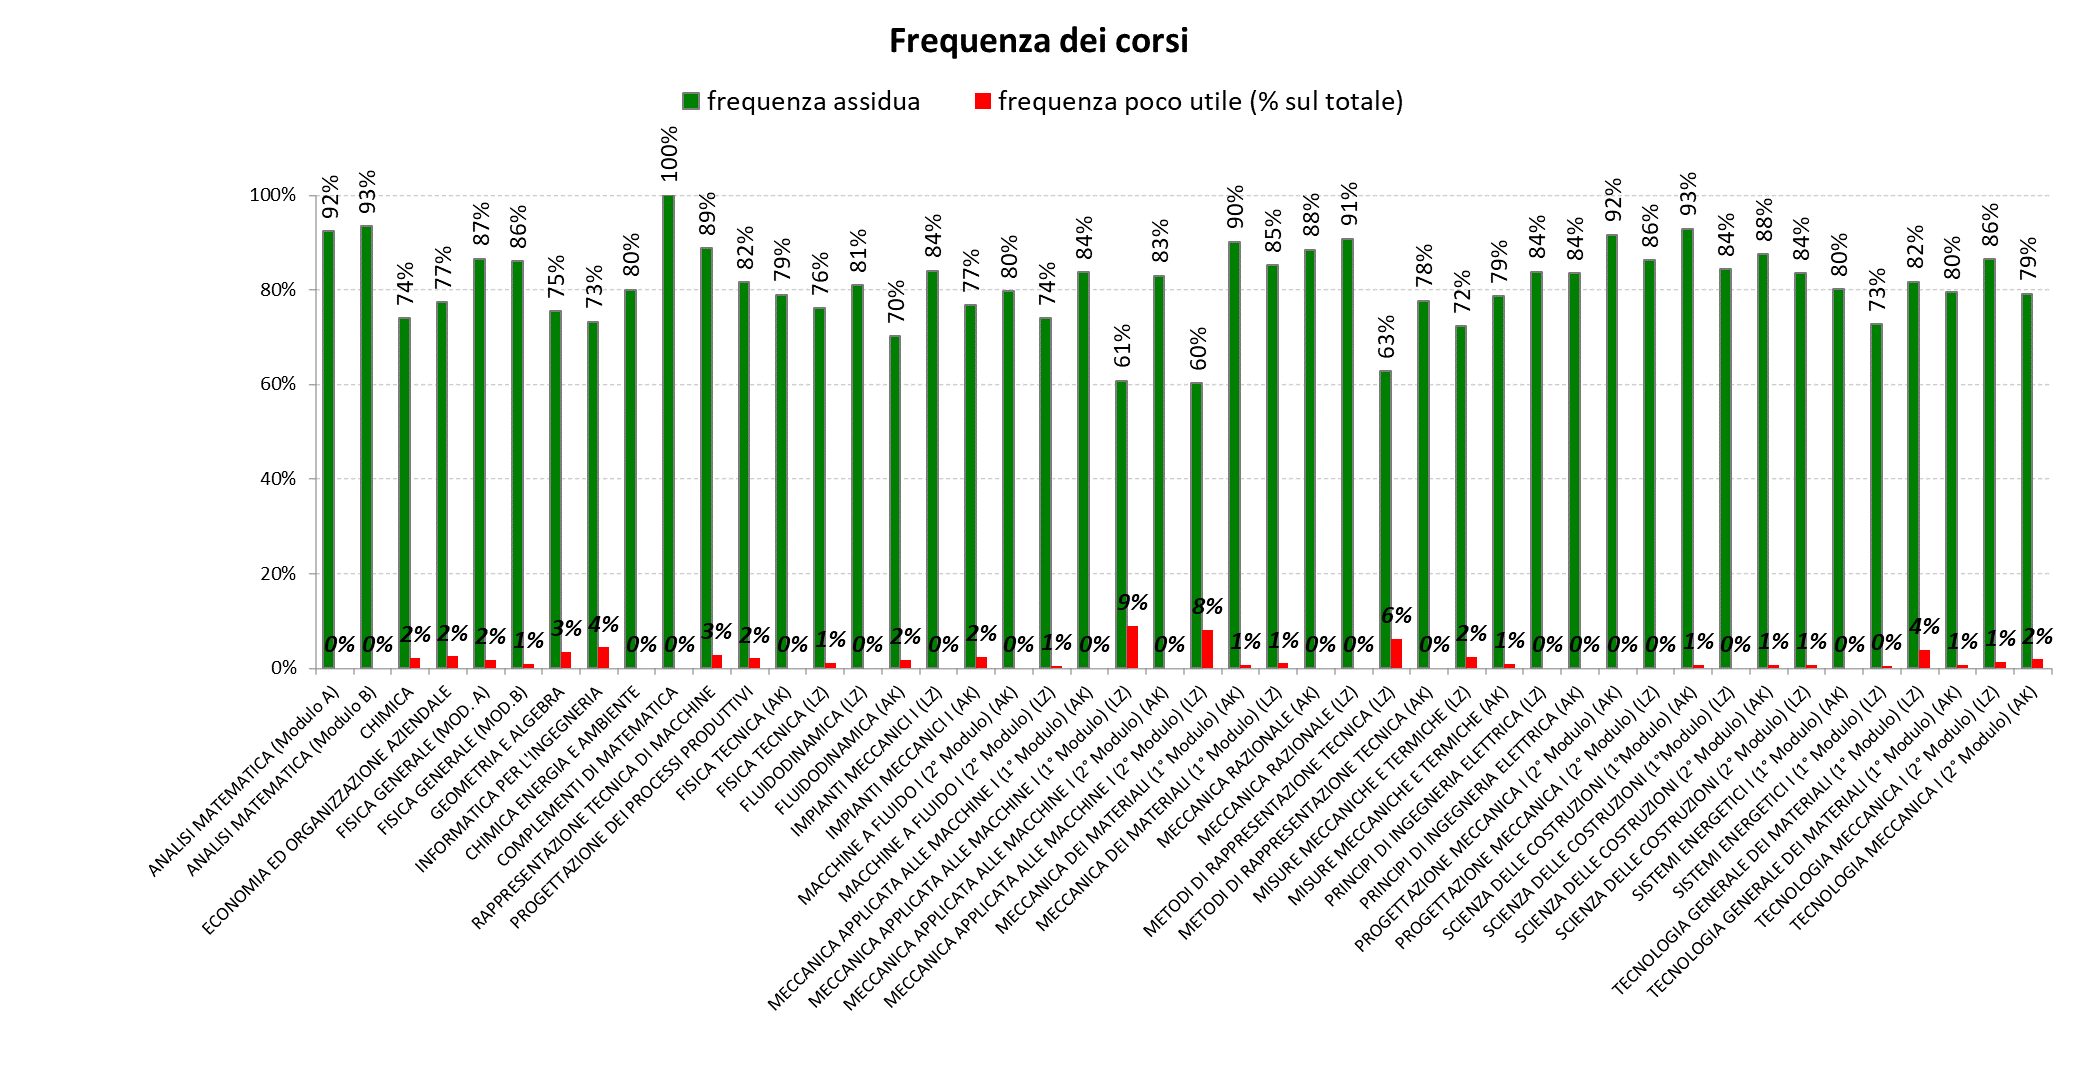 Frequenza dei corsi
frequenza assidua
frequenza poco utile (% sul totale)
100%
80%
60%
40%
20%
0%
92%
93%
74%
77%
87%
86%
75%
73%
80%
100%
89%
82%
79%
76%
81%
70%
84%
77%
80%
74%
84%
61%
83%
60%
90%
85%
88%
91%
63%
78%
72%
79%
84%
84%
92%
86%
93%
84%
88%
84%
80%
73%
82%
80%
86%
79%
0%
0%
2%
2%
2%
1%
3%
4%
0%
0%
3%
2%
0%
1%
0%
2%
0%
2%
0%
1%
0%
9%
0%
8%
1%
1%
0%
0%
6%
0%
2%
1%
0%
0%
0%
0%
1%
0%
1%
1%
0%
0%
4%
1%
1%
2%
ANALISI MATEMATICA (Modulo A)
ANALISI MATEMATICA (Modulo B)
CHIMICA
ECONOMIA ED ORGANIZZAZIONE AZIENDALE
FISICA GENERALE (MOD. A)
FISICA GENERALE (MOD.B)
GEOMETRIA E ALGEBRA
INFORMATICA PER L'INGEGNERIA
CHIMICA ENERGIA E AMBIENTE
COMPLEMENTI DI MATEMATICA
RAPPRESENTAZIONE TECNICA DI MACCHINE
PROGETTAZIONE DEI PROCESSI PRODUTTIVI
FISICA TECNICA (AK)
FISICA TECNICA (LZ)
FLUIDODINAMICA (LZ)
FLUIDODINAMICA (AK)
IMPIANTI MECCANICI I (LZ)
IMPIANTI MECCANICI I (AK)
MACCHINE A FLUIDO I (2° Modulo) (AK)
MACCHINE A FLUIDO I (2° Modulo) (LZ)
MECCANICA APPLICATA ALLE MACCHINE I (1° Modulo) (AK)
MECCANICA APPLICATA ALLE MACCHINE I (1° Modulo) (LZ)
MECCANICA APPLICATA ALLE MACCHINE I (2° Modulo) (AK)
MECCANICA APPLICATA ALLE MACCHINE I (2° Modulo) (LZ)
MECCANICA DEI MATERIALI (1° Modulo) (AK)
MECCANICA DEI MATERIALI (1° Modulo) (LZ)
MECCANICA RAZIONALE (AK)
MECCANICA RAZIONALE (LZ)
METODI DI RAPPRESENTAZIONE TECNICA (LZ)
METODI DI RAPPRESENTAZIONE TECNICA (AK)
MISURE MECCANICHE E TERMICHE (LZ)
MISURE MECCANICHE E TERMICHE (AK)
PRINCIPI DI INGEGNERIA ELETTRICA (LZ)
PRINCIPI DI INGEGNERIA ELETTRICA (AK)
PROGETTAZIONE MECCANICA I (2° Modulo) (AK)
PROGETTAZIONE MECCANICA I (2° Modulo) (LZ)
SCIENZA DELLE COSTRUZIONI (1°Modulo) (AK)
SCIENZA DELLE COSTRUZIONI (1°Modulo) (LZ)
SCIENZA DELLE COSTRUZIONI (2° Modulo) (AK)
SCIENZA DELLE COSTRUZIONI (2° Modulo) (LZ)
SISTEMI ENERGETICI I (1° Modulo) (AK)
SISTEMI ENERGETICI I (1° Modulo) (LZ)
TECNOLOGIA GENERALE DEI MATERIALI (1° Modulo) (LZ)
TECNOLOGIA GENERALE DEI MATERIALI (1° Modulo) (AK)
TECNOLOGIA MECCANICA I (2° Modulo) (LZ)
TECNOLOGIA MECCANICA I (2° Modulo) (AK)